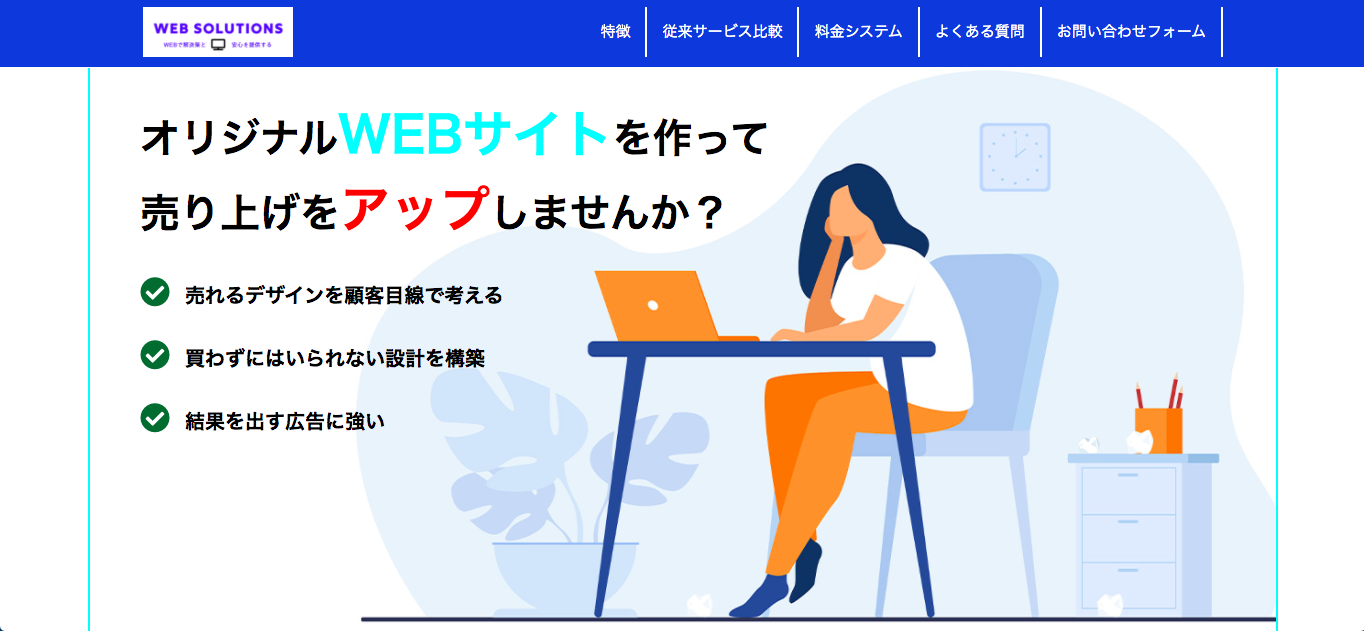 WEB SOLUTIONS
WEBで解決策と 安心を提供する
特徴
従来サービス比較
料金システム
よくある質問
お問い合わせフォーム
オリジナルWEBサイトを作って
売り上げをアップしませんか？
売れるデザインを顧客目線で考える
買わずにはいられない設計を構築
結果を出す広告に強い